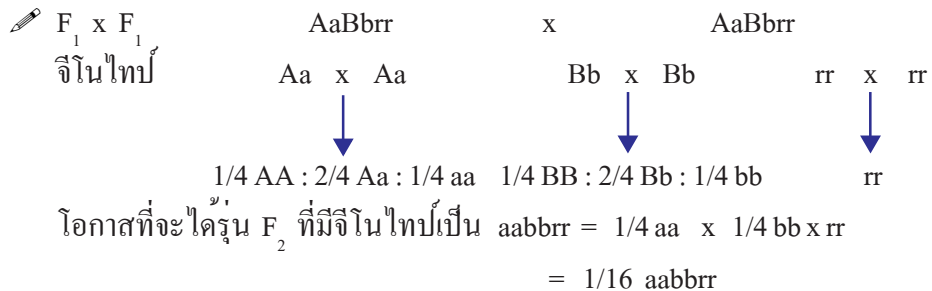 F₁ x F₁ AaBbrr x AaBbrr
จีโนไทป์ Aa x Aa Bb x Bb rr x rr
1/4 AA : 2/4 Aa : 1/4 aa 1/4 BB : 2/4 Bb : 1/4 bb rr
โอกาสที่จะได้รุ่น F₂ ที่มีจีโนไทป์เป็น aabbrr = 1/4 aa x 1/4 bb x rr
= 1/16 aabbrr